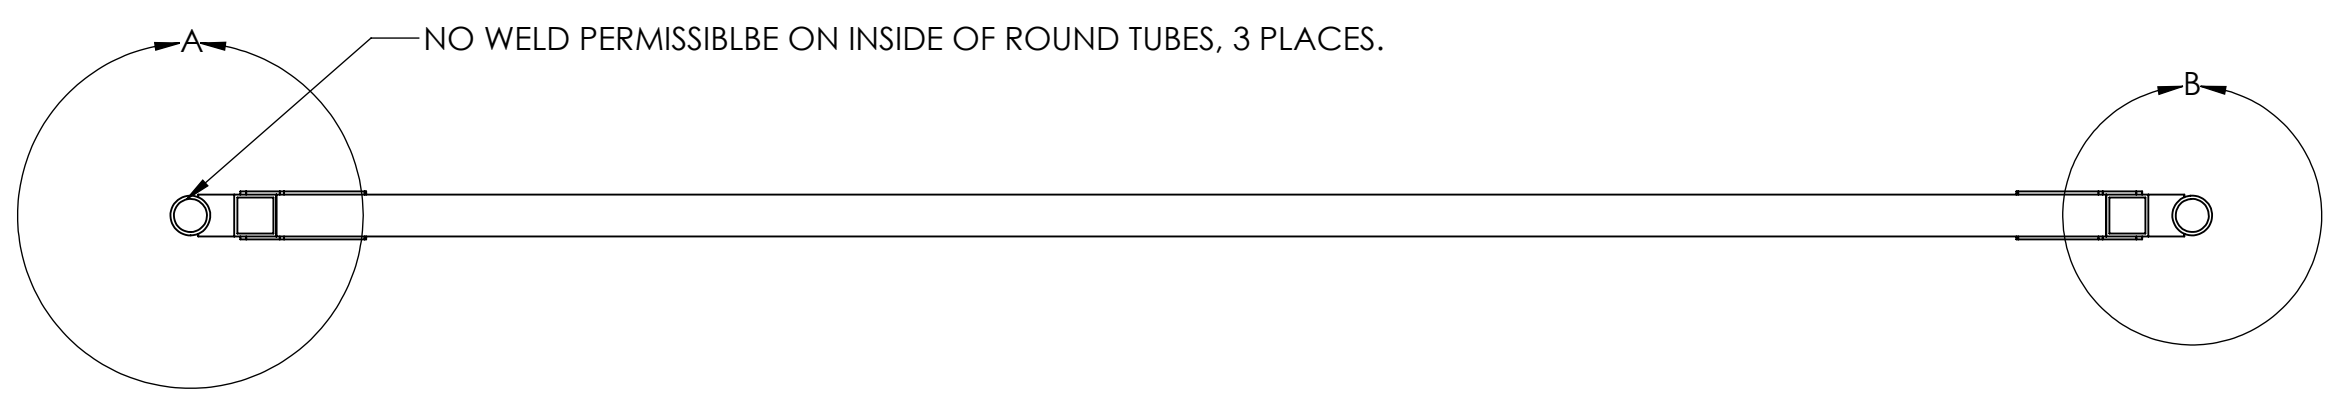 A
NO WELD PERMISSIBLBE ON INSIDE OF ROUND TUBES, 3 PLACES.
B